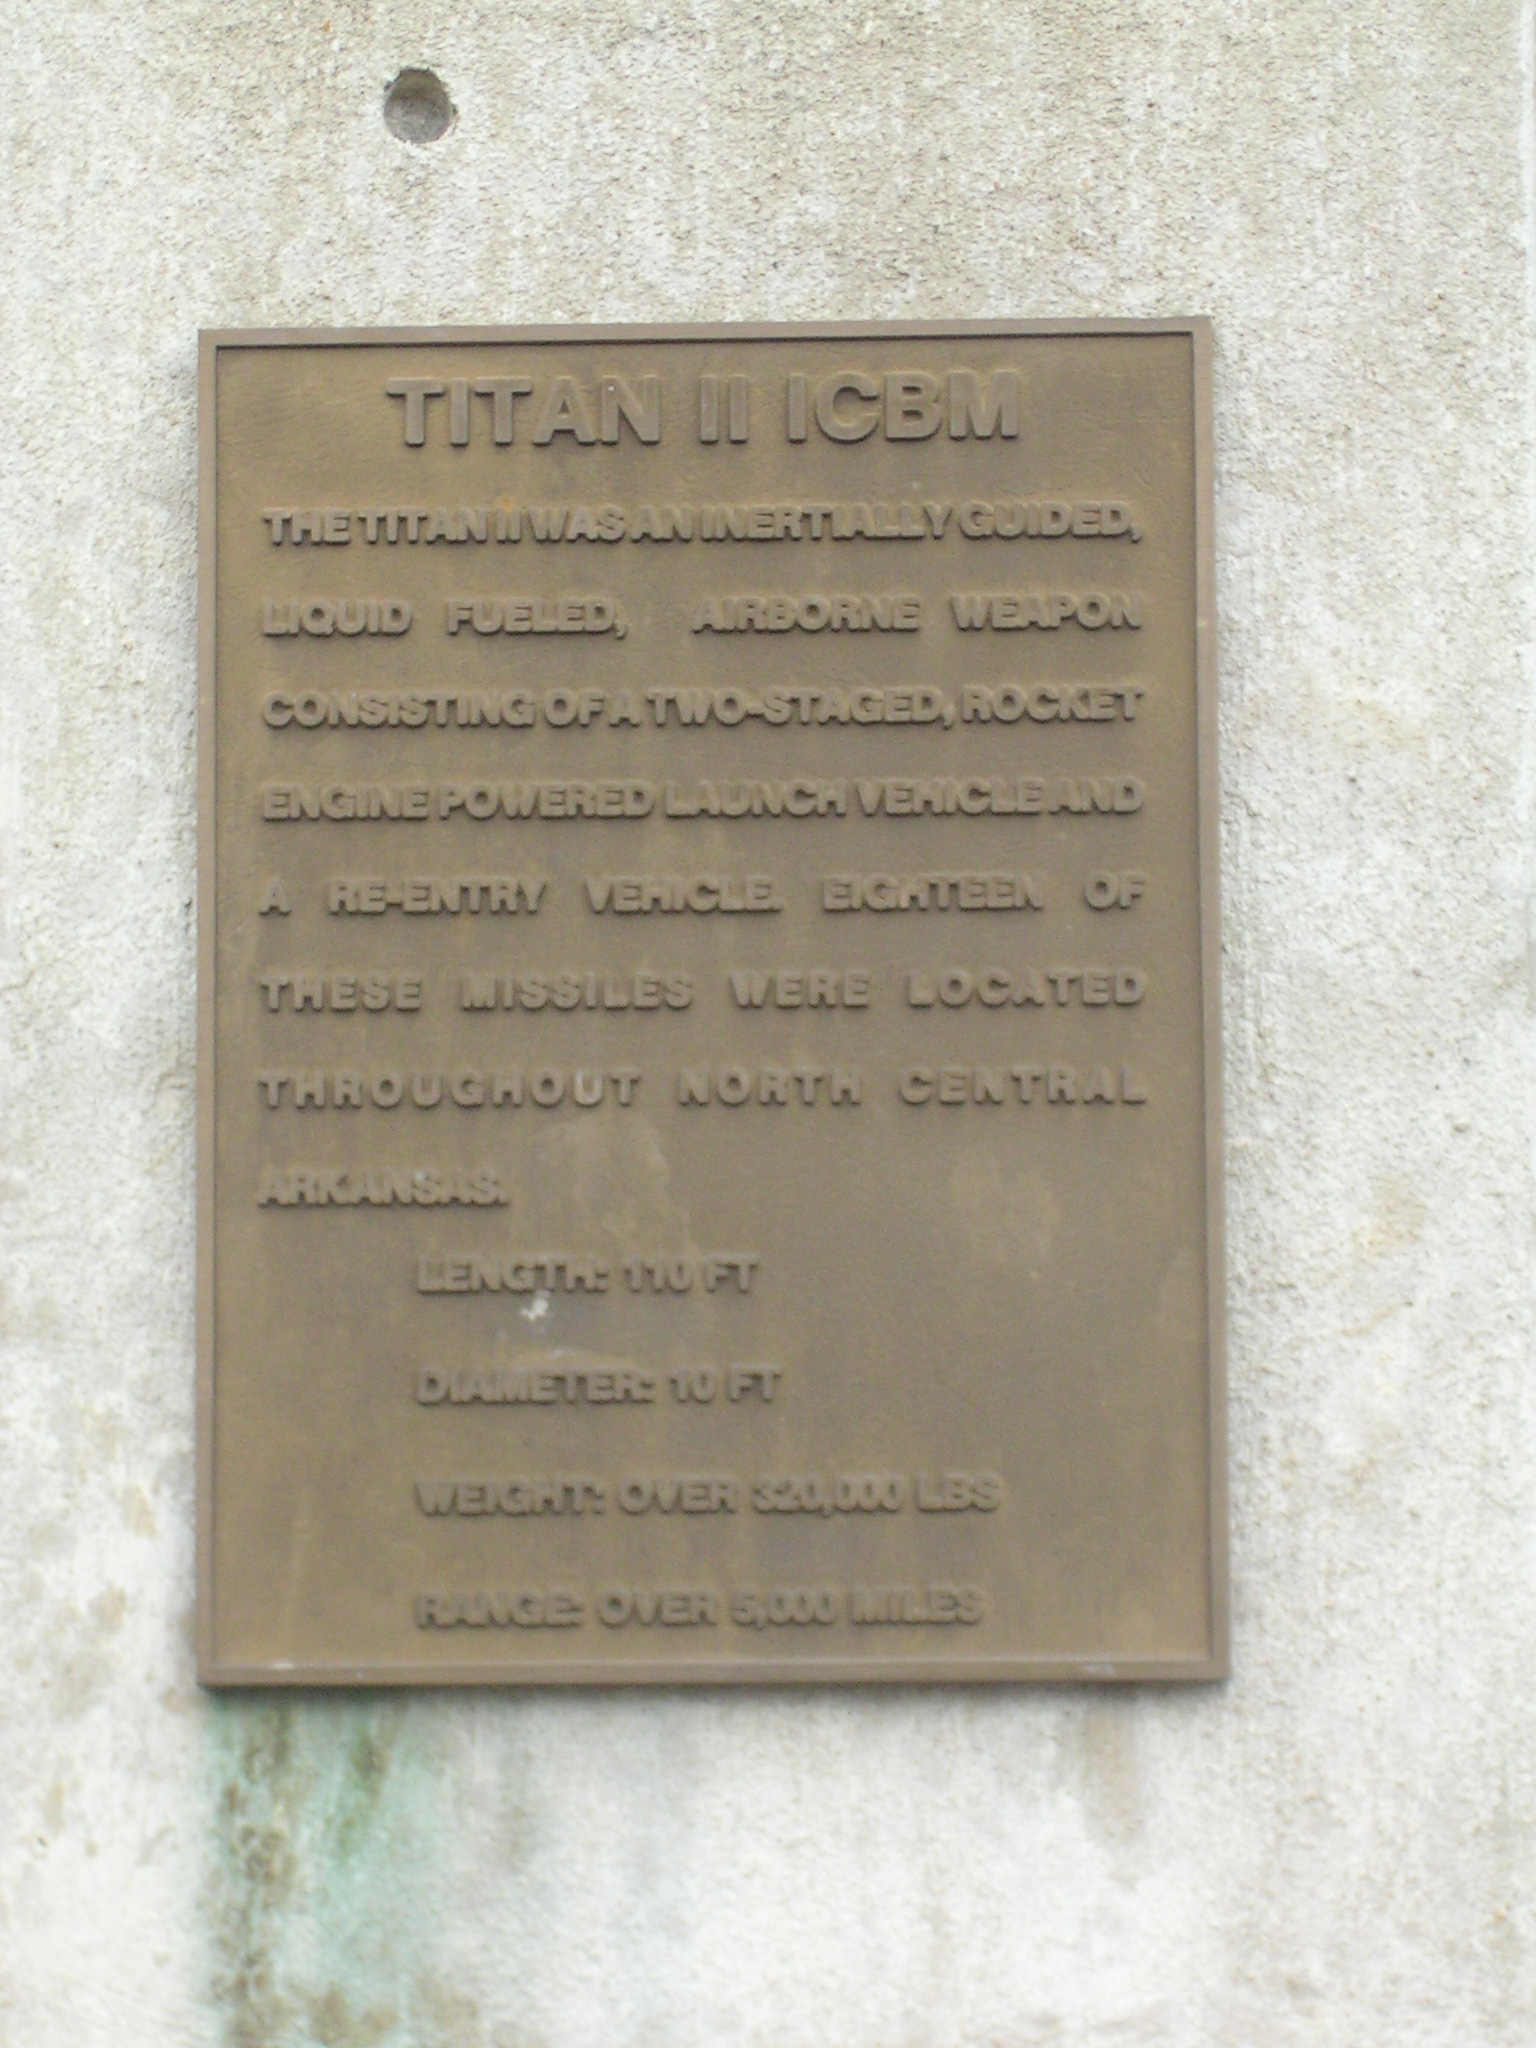 TITAN II ICBM
THE TITAN II WAS AN INERTIALLY GUIDED,
LIQUID FUELED, AIRBORNE WEAPON
CONSISTING OF A TWO-STAGED, ROCKET
ENGINE POWERED LAUNCH VEHICLE AND
A RE-ENTRY VEHICLE. EIGHTEEN OF
THESE MISSILES WERE LOCATED
THROUGHOUT NORTH CENTRAL
ARKANSAS.
LENGTH: 110 FT
DIAMETER: 10 FT
WEIGHT: OVER 320,000 LBS
RANGE: OVER 5,000 MILES